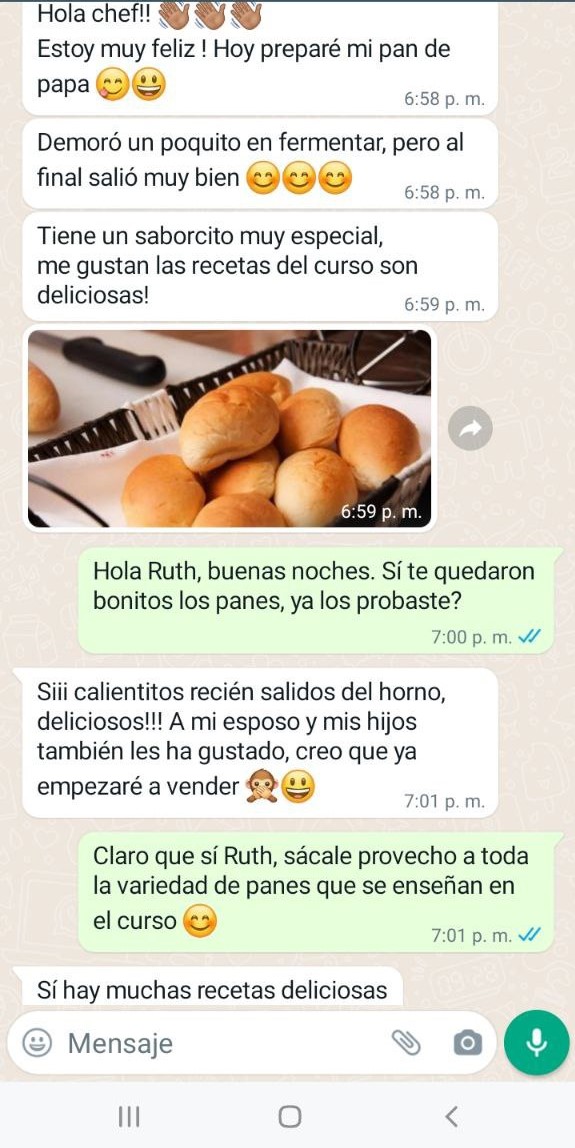 Hola chef!! 👋🏽👋🏽👋🏽
Estoy muy feliz ! Hoy preparé mi pan de
papa 😋😃
6:58 p. m.
Demoró un poquito en fermentar, pero al
final salió muy bien 😊😊😊
6:58 p. m.
Tiene un saborcito muy especial,
me gustan las recetas del curso son
deliciosas!
6:59 p. m.
6:59 p. m.
Hola Ruth, buenas noches. Sí te quedaron
bonitos los panes, ya los probaste?
7:00 p. m.
Siii calientitos recién salidos del horno,
deliciosos!!! A mi esposo y mis hijos
también les ha gustado, creo que ya
empezaré a vender 🙊😃
7:01 p. m.
Claro que sí Ruth, sácale provecho a toda
la variedad de panes que se enseñan en
el curso 😊
7:01 p. m.
Sí hay muchas recetas deliciosas
Mensaje